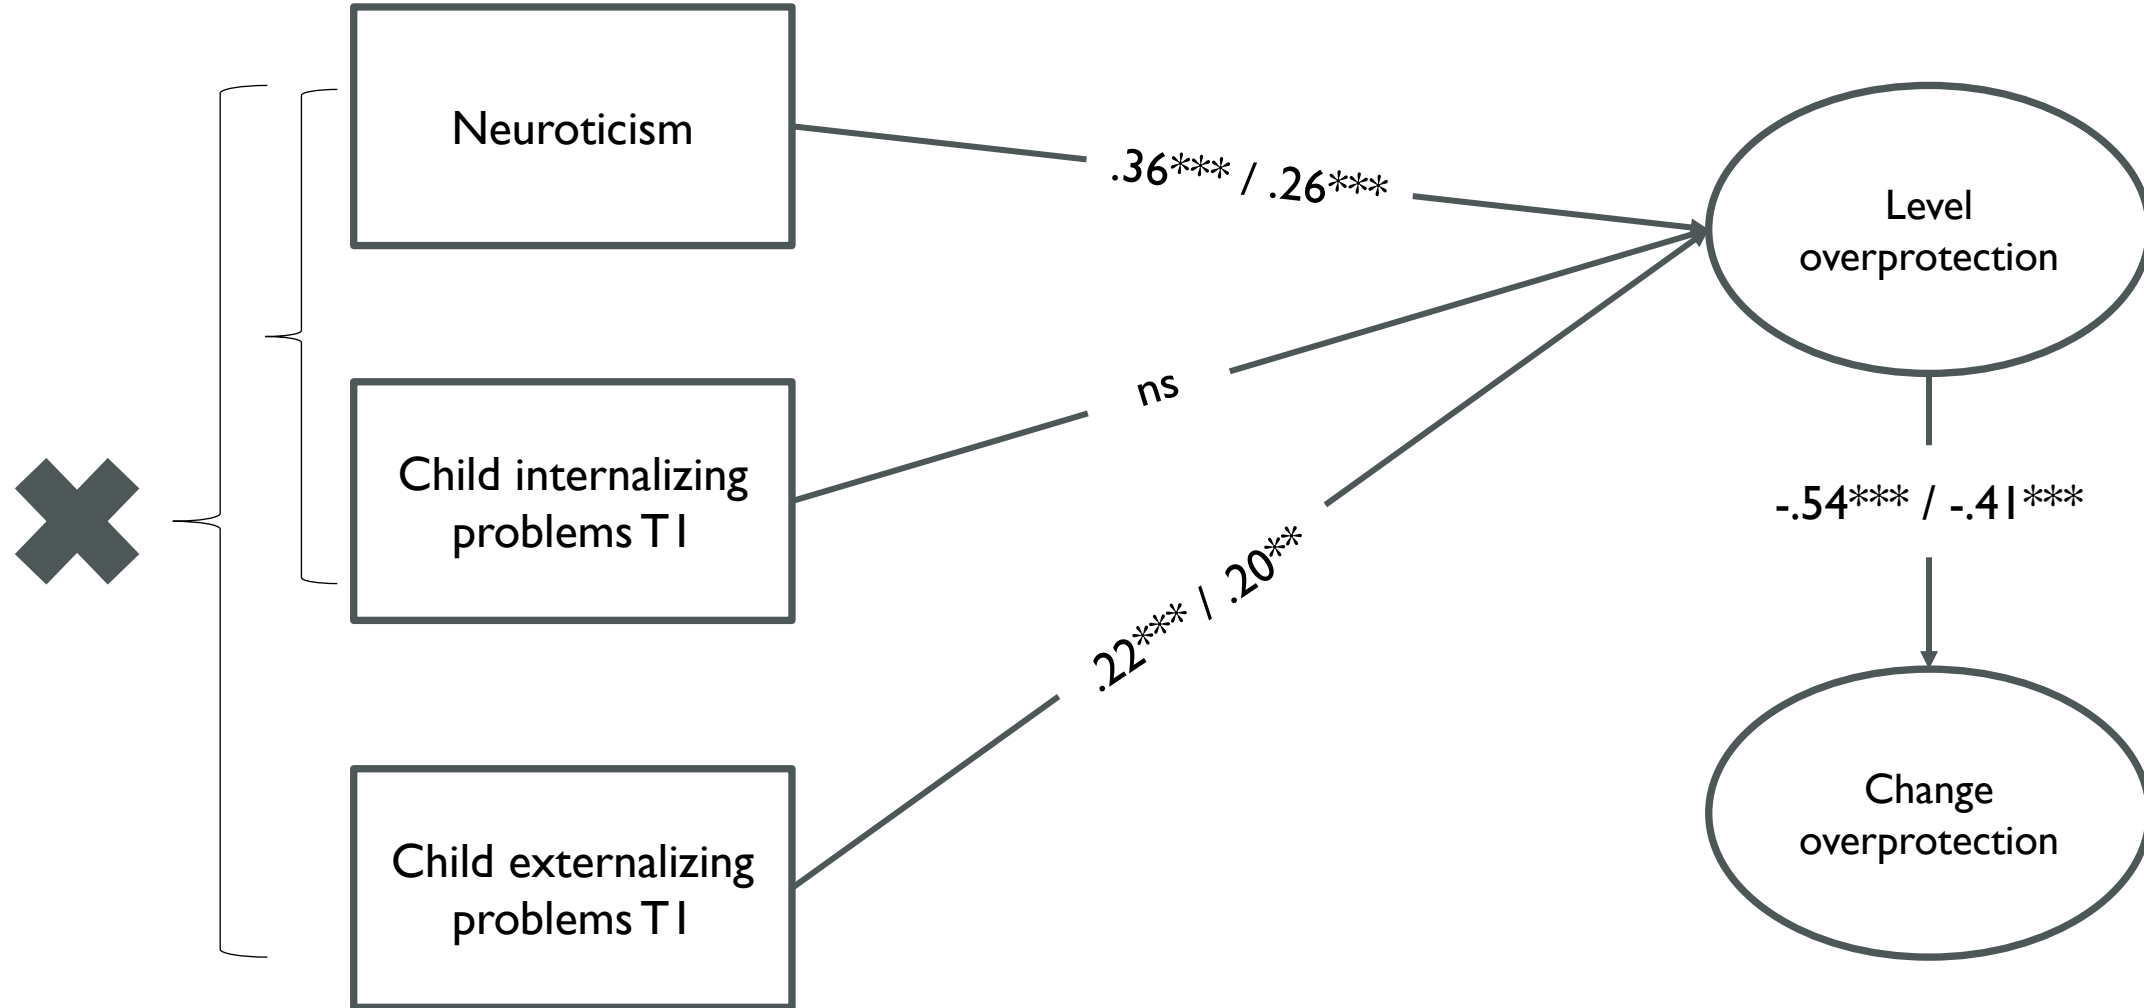 Neuroticism
.36*** / .26***
Level
overprotection
ns
Child internalizing
problems T1
-.54*** / -.41***
.22*** / .20**
Change
overprotection
Child externalizing
problems T1